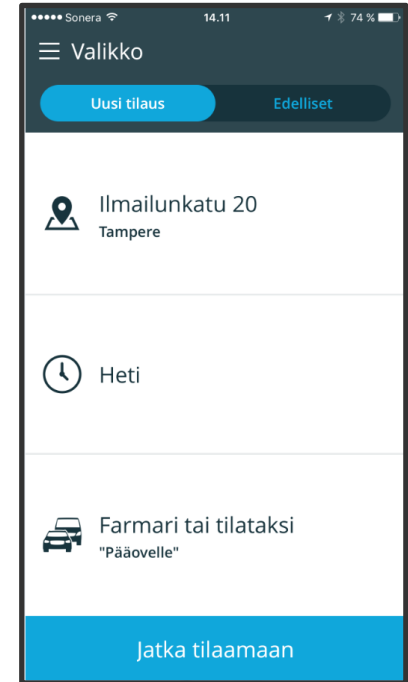 ●●●●● Sonera 14.11 74 %
Valikko
Uusi tilaus Edelliset
Ilmailunkatu 20
Tampere
Heti
Farmari tai tilataksi
"Pääovelle"
Jatka tilaamaan